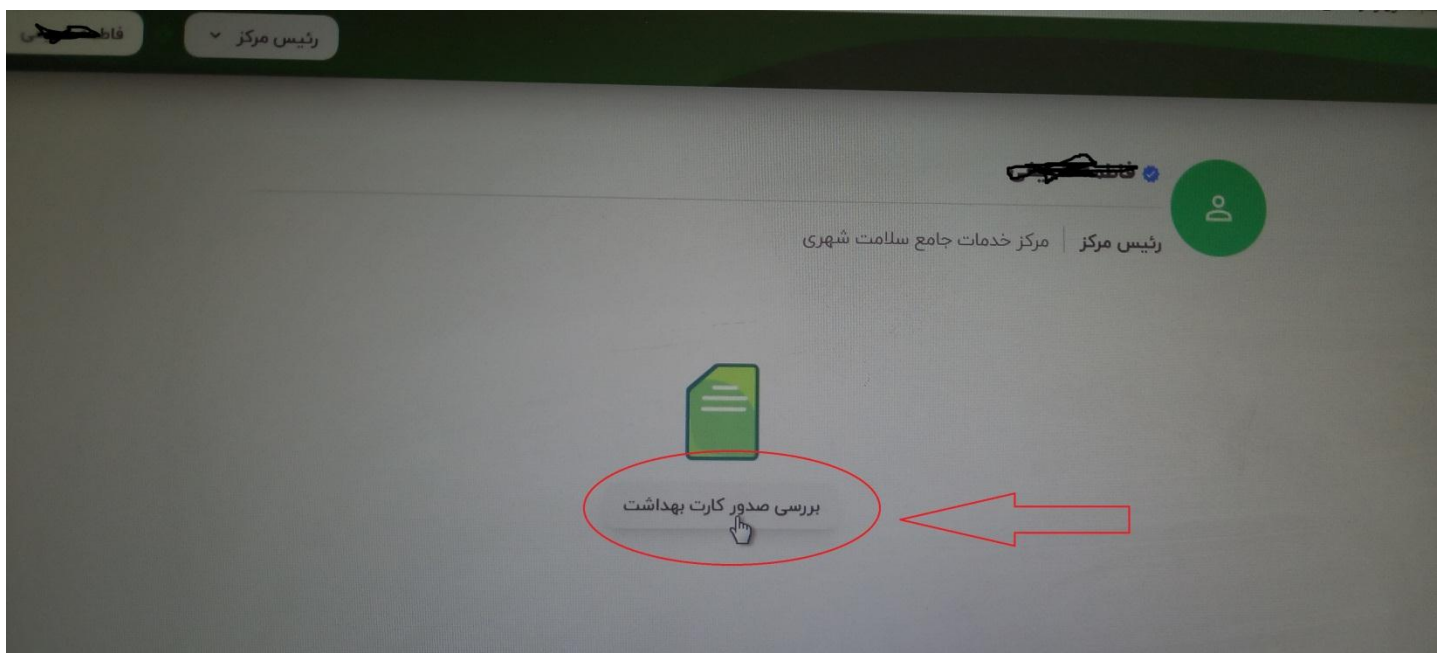 رئیس مرکز
رئیس مرکز | مرکز خدمات جامع سلامت شهری
بررسی صدور کارت بهداشت